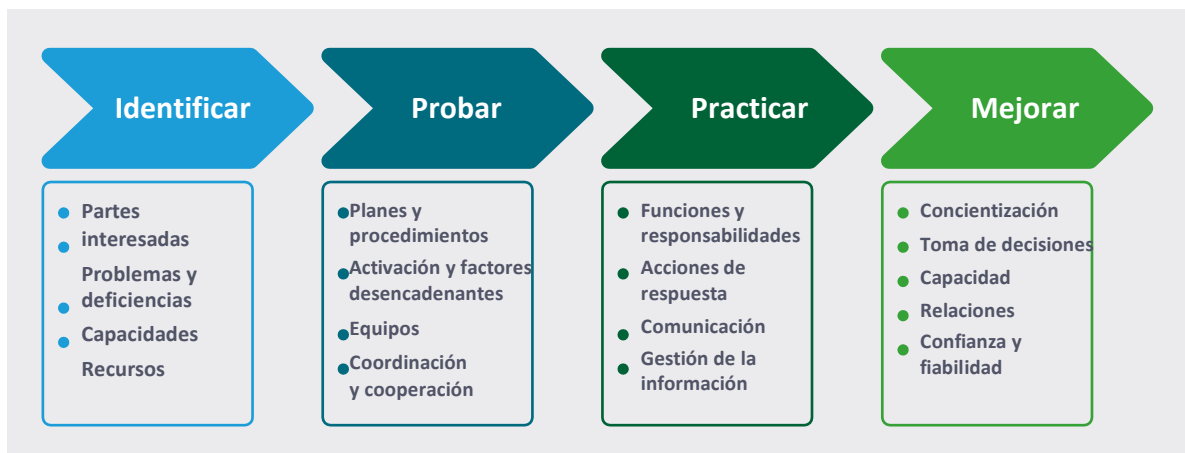 Identificar
Partes
interesadas
Problemas y
deficiencias
Capacidades
Recursos
Probar
Planes y
procedimientos
Activación y factores
desencadenantes
Equipos
Coordinación
y cooperación
Practicar
Funciones y
responsabilidades
Acciones de
respuesta
Comunicación
Gestión de la
información
Mejorar
Concientización
Toma de decisiones
Capacidad
Relaciones
Confianza y
fiabilidad